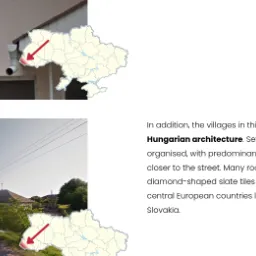 In addition, the villages in thi
Hungarian architecture. Se
organised, with predominan
closer to the street. Many roo
diamond-shaped slate tiles
central European countries l
Slovakia.